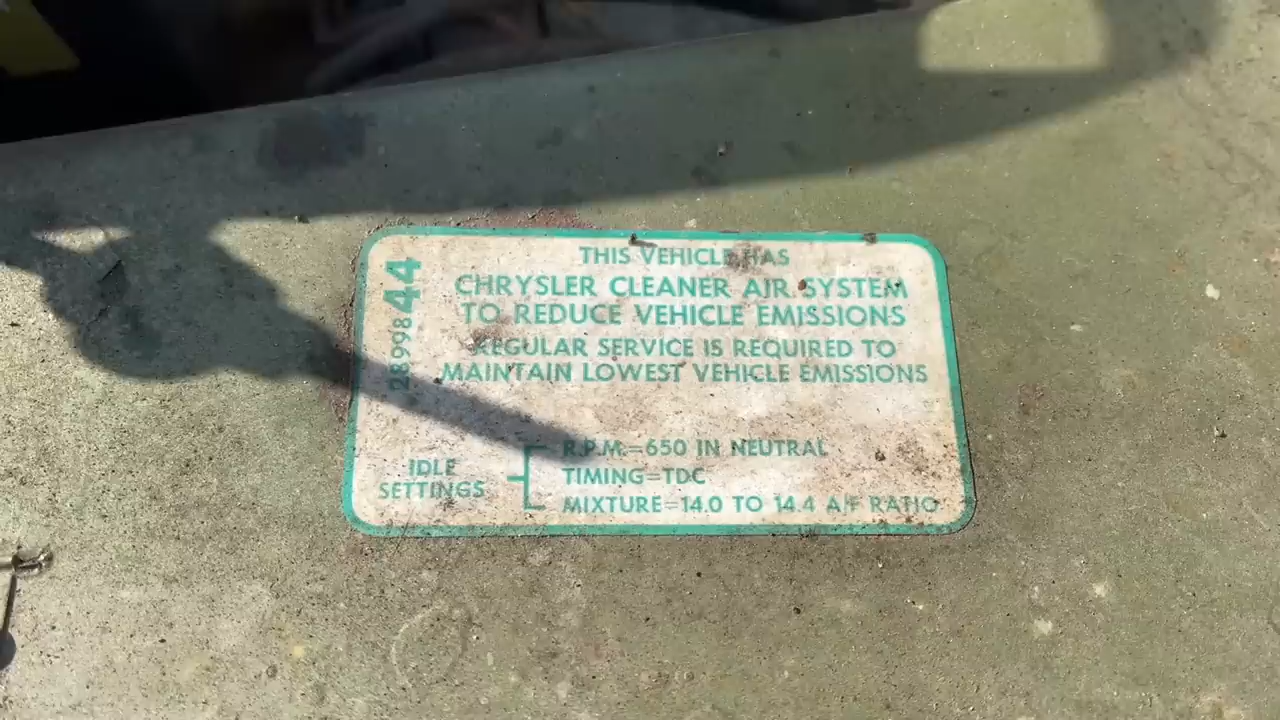 THIS VEHICLE HAS
CHRYSLER CLEANER AIR SYSTEM
TO REDUCE VEHICLE EMISSIONS
REGULAR SERVICE IS REQUIRED TO
MAINTAIN LOWEST VEHICLE EMISSIONS
2899844
IDLE
SETTINGS
R.P.M.=650 IN NEUTRAL
TIMING=TDC
MIXTURE=14.0 TO 14.4 A/F RATIO